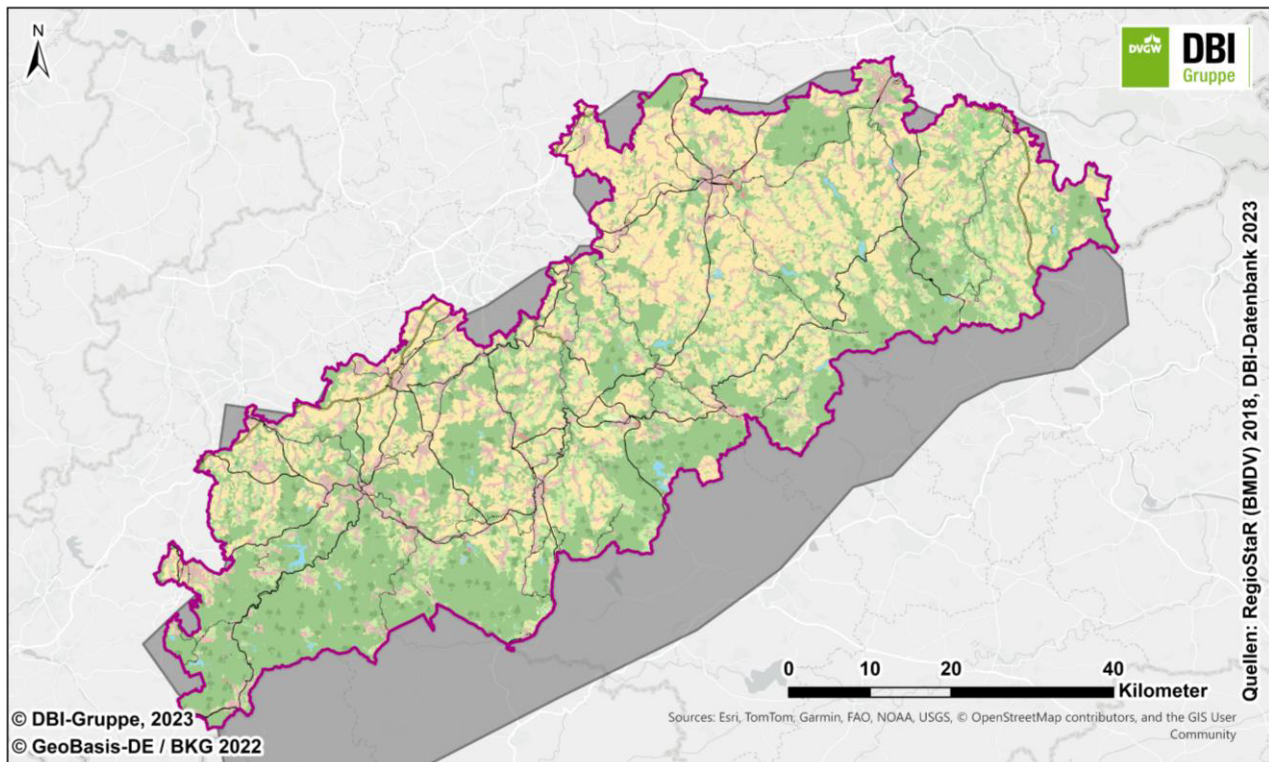 N
DVGW
DBI
Gruppe
Quellen: RegioStaR (BMDV) 2018, DBI-Datenbank 2023
0 10 20 40
Kilometer
© DBI-Gruppe, 2023
© GeoBasis-DE / BKG 2022
Sources: Esri, TomTom, Garmin, FAO, NOAA, USGS, © OpenStreetMap contributors, and the GIS User
Community